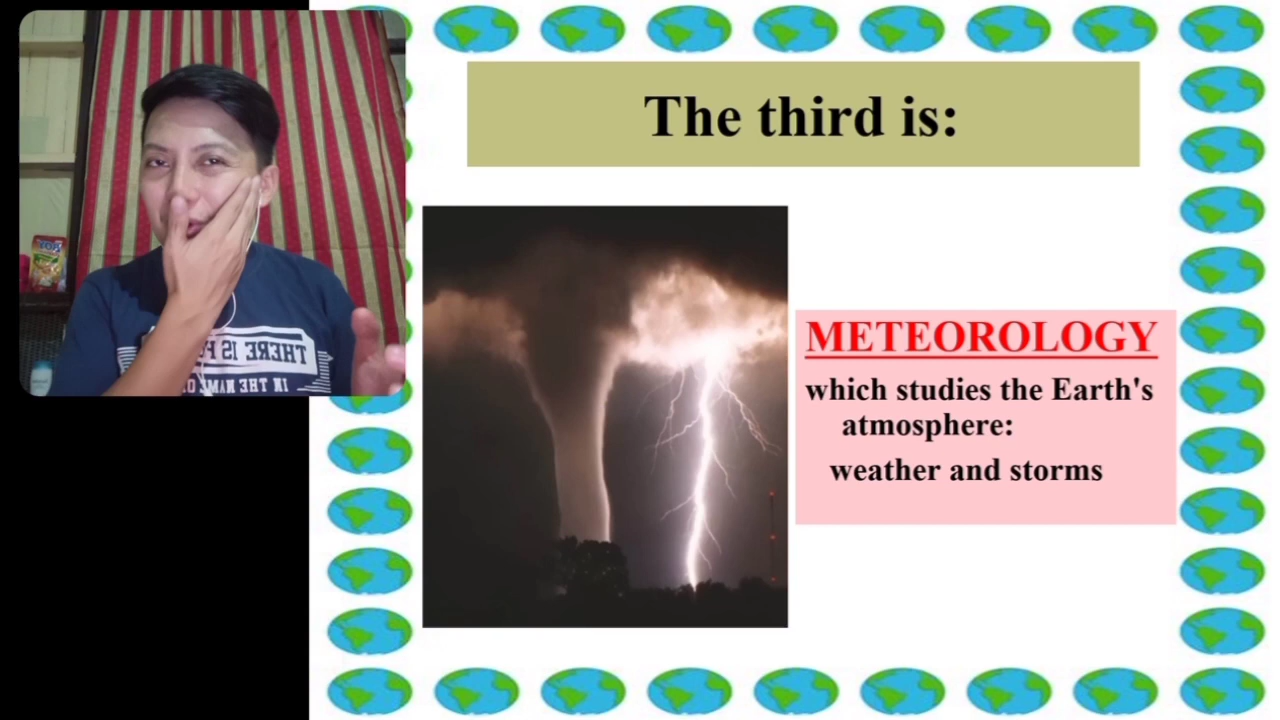 The third is:
METEOROLOGY
which studies the Earth's
atmosphere:
weather and storms
THERE IS
IN THE NAME